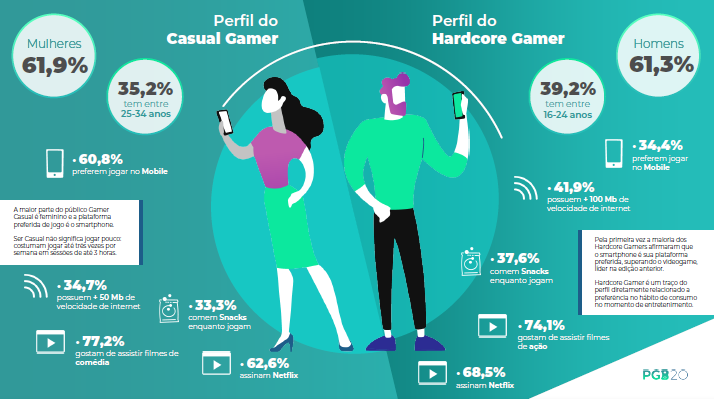 Perfil do
Casual Gamer
Mulheres
61,9%
35,2%
tem entre
25-34 anos
• 60,8%
preferem jogar no Mobile
A maior parte do público Gamer
Casual é feminino e a plataforma
preferida de jogo é o smartphone.
Ser Casual não significa jogar pouco:
costumam jogar até três vezes por
semana em sessões de até 3 horas.
• 34,7%
possuem + 50 Mb de
velocidade de internet
• 33,3%
comem Snacks
enquanto jogam
• 77,2%
gostam de assistir filmes de
comédia
• 62,6%
assinam Netflix
Perfil do
Hardcore Gamer
Homens
61,3%
39,2%
tem entre
16-24 anos
• 34,4%
preferem jogar
no Mobile
• 41,9%
possuem + 100 Mb de
velocidade de internet
Pela primeira vez a maioria dos
Hardcore Gamers afirmaram que
o smartphone é sua plataforma
preferida, superando o videogame,
líder na edição anterior.
Hardcore Gamer é um traço do
perfil diretamente relacionado a
preferência no hábito de consumo
no momento de entretenimento.
• 37,6%
comem Snacks
enquanto jogam
• 74,1%
gostam de assistir filmes
de ação
• 68,5%
assinam Netflix
PGB20